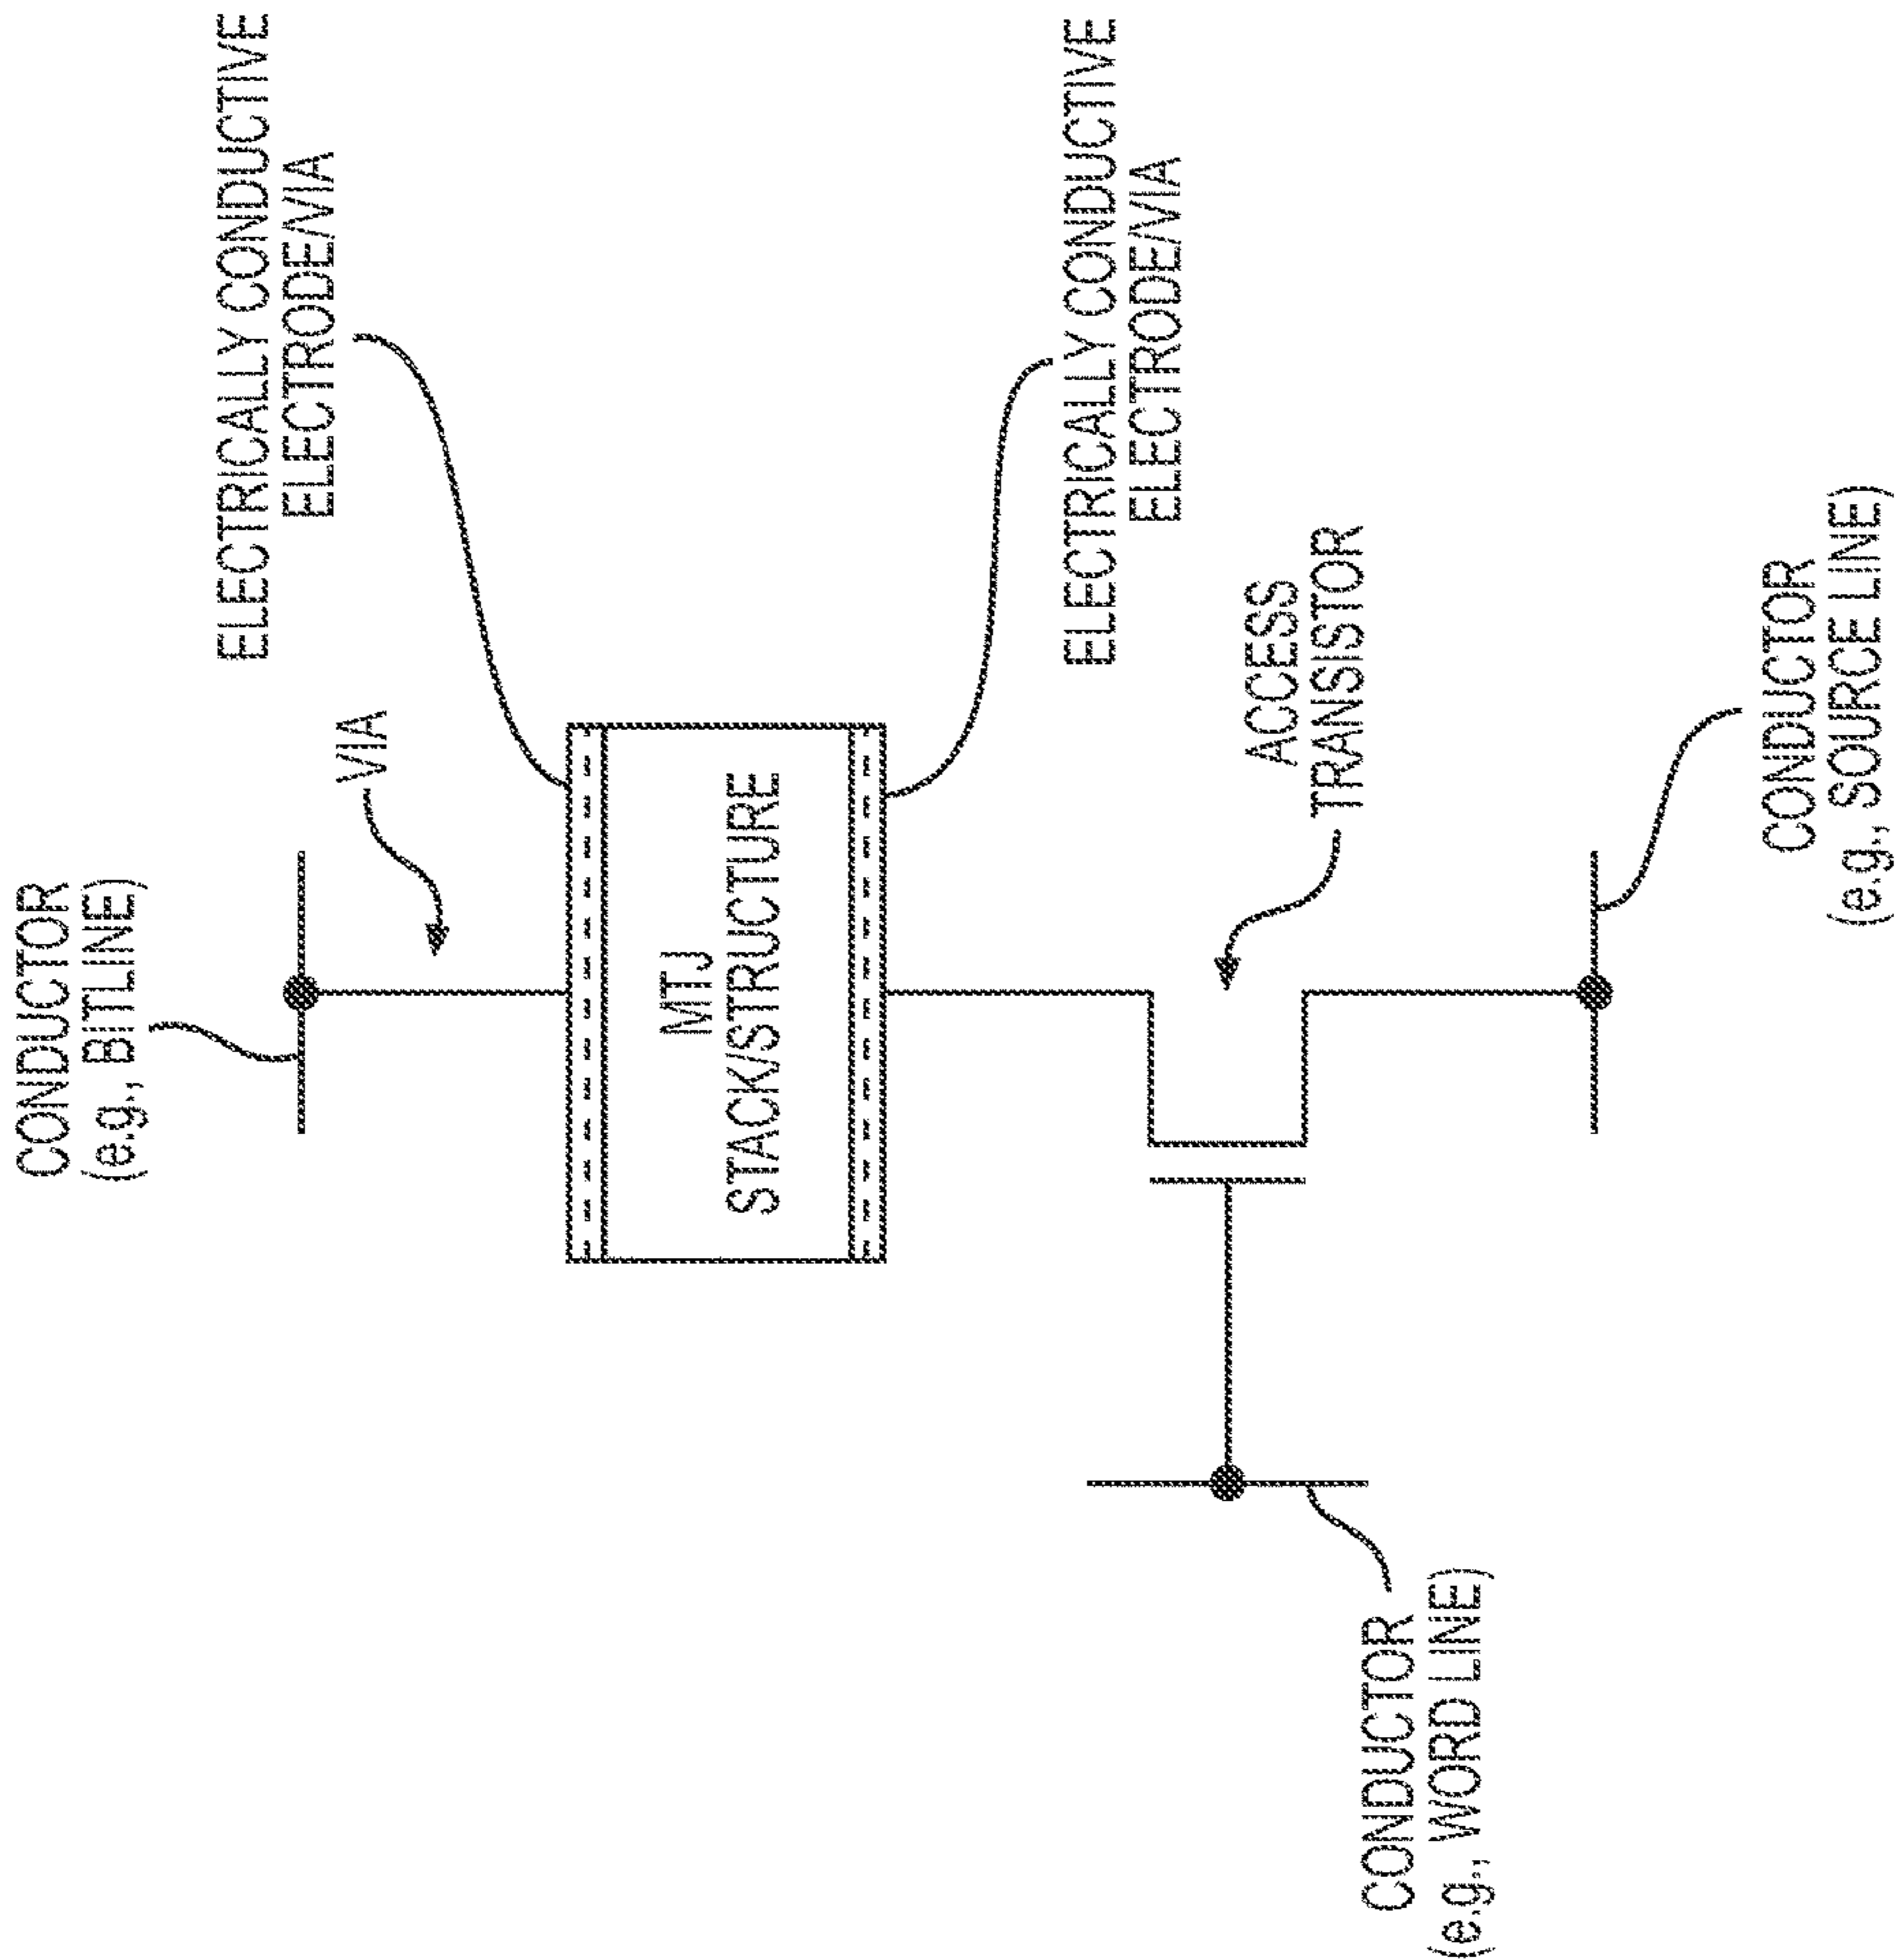 CONDUCTOR
(e.g., BITLINE)
ELECTRICALLY CONDUCTIVE
ELECTRODE/VIA
VIA
MTJ
STACK/STRUCTURE
ELECTRICALLY CONDUCTIVE
ELECTRODE/VIA
ACCESS
TRANSISTOR
CONDUCTOR
(e.g., WORD LINE)
CONDUCTOR
(e.g., SOURCE LINE)